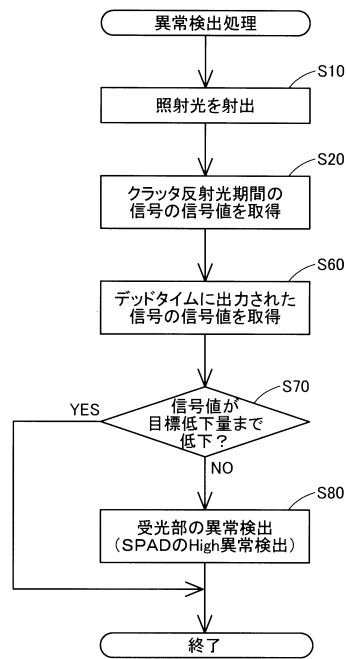 異常検出処理
S10
照射光を射出
S20
クラッタ反射光期間の
信号の信号値を取得
S60
デッドタイムに出力された
信号の信号値を取得
S70
信号値が
目標低下量まで
低下？
YES
NO
S80
受光部の異常検出
（SPADのHigh異常検出）
終了